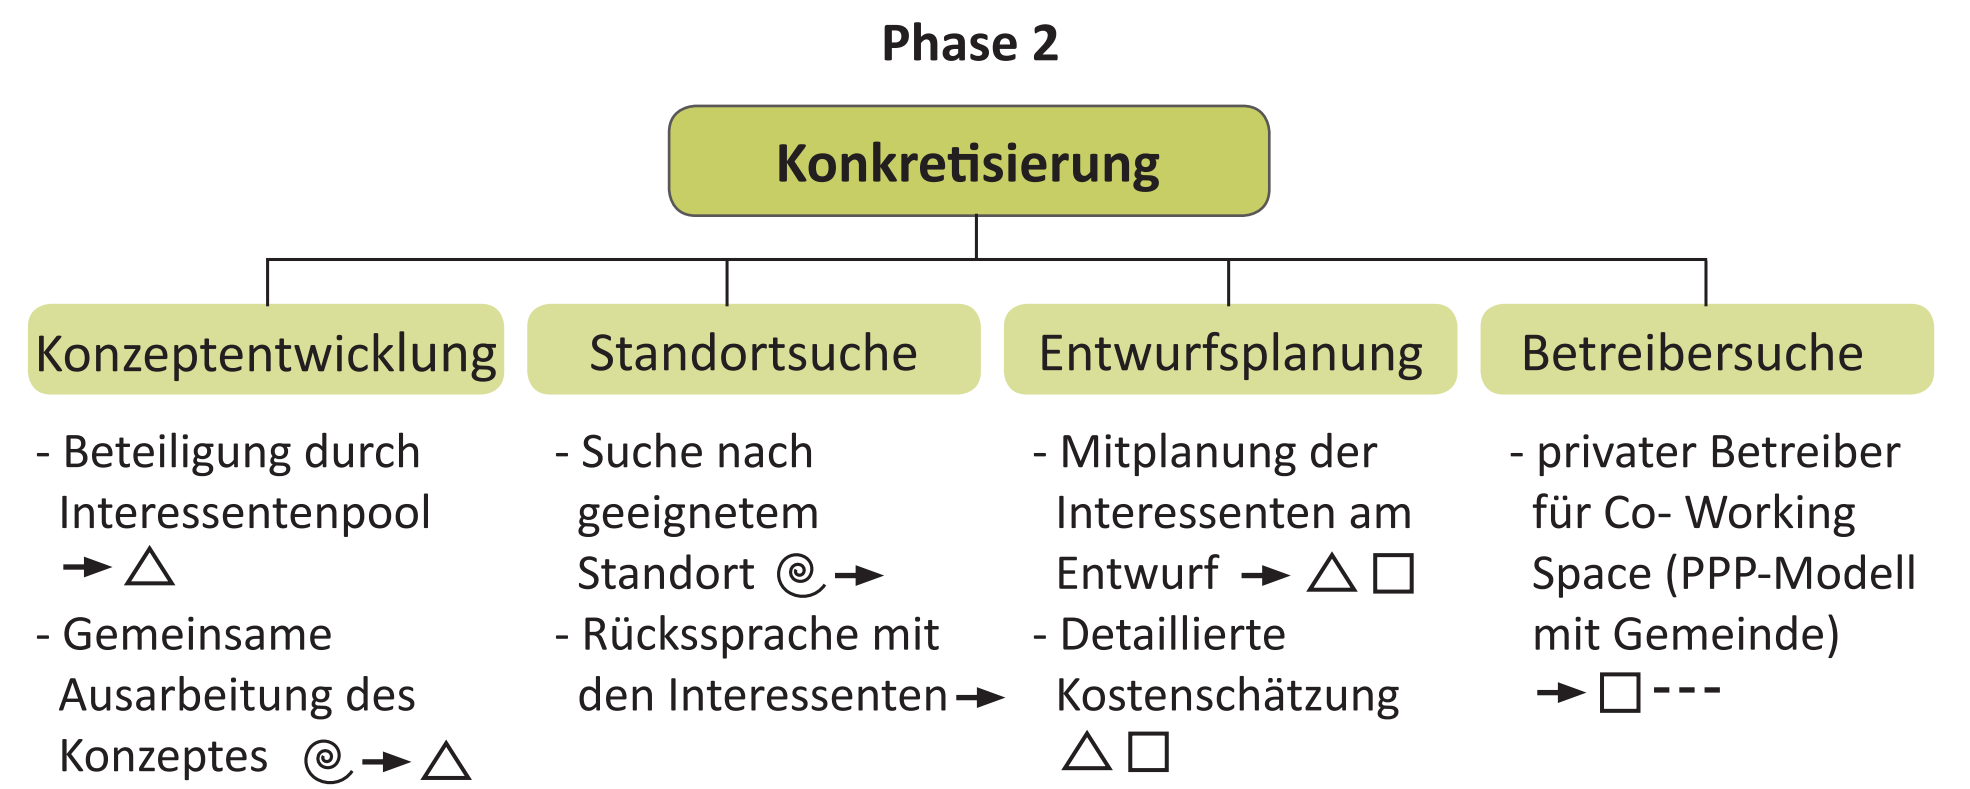 Phase 2
Konkretisierung
Konzeptentwicklung
- Beteiligung durch
Interessentenpool
- Gemeinsame
Ausarbeitung des
Konzeptes
Standortsuche
- Suche nach
geeignetem
Standort
- Rückssprache mit
den Interessenten
Entwurfsplanung
- Mitplanung der
Interessenten am
Entwurf
- Detaillierte
Kostenschätzung
Betreibersuche
- privater Betreiber
für Co- Working
Space (PPP-Modell
mit Gemeinde)